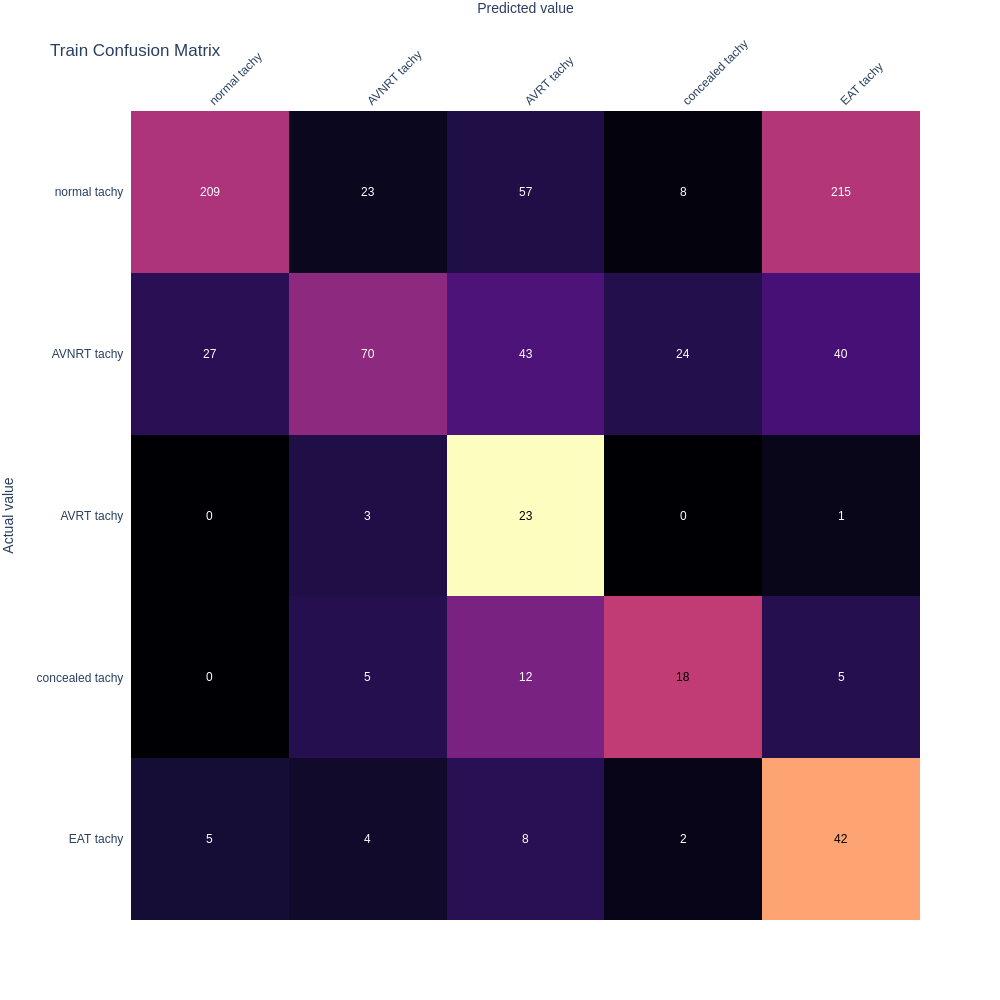 Predicted value
Train Confusion Matrix
normal tachy AVNRT tachy AVRT tachy concealed tachy EAT tachy
normal tachy 209 23 57 8 215
AVNRT tachy 27 70 43 24 40
Actual value
AVRT tachy 0 3 23 0 1
concealed tachy 0 5 12 18 5
EAT tachy 5 4 8 2 42